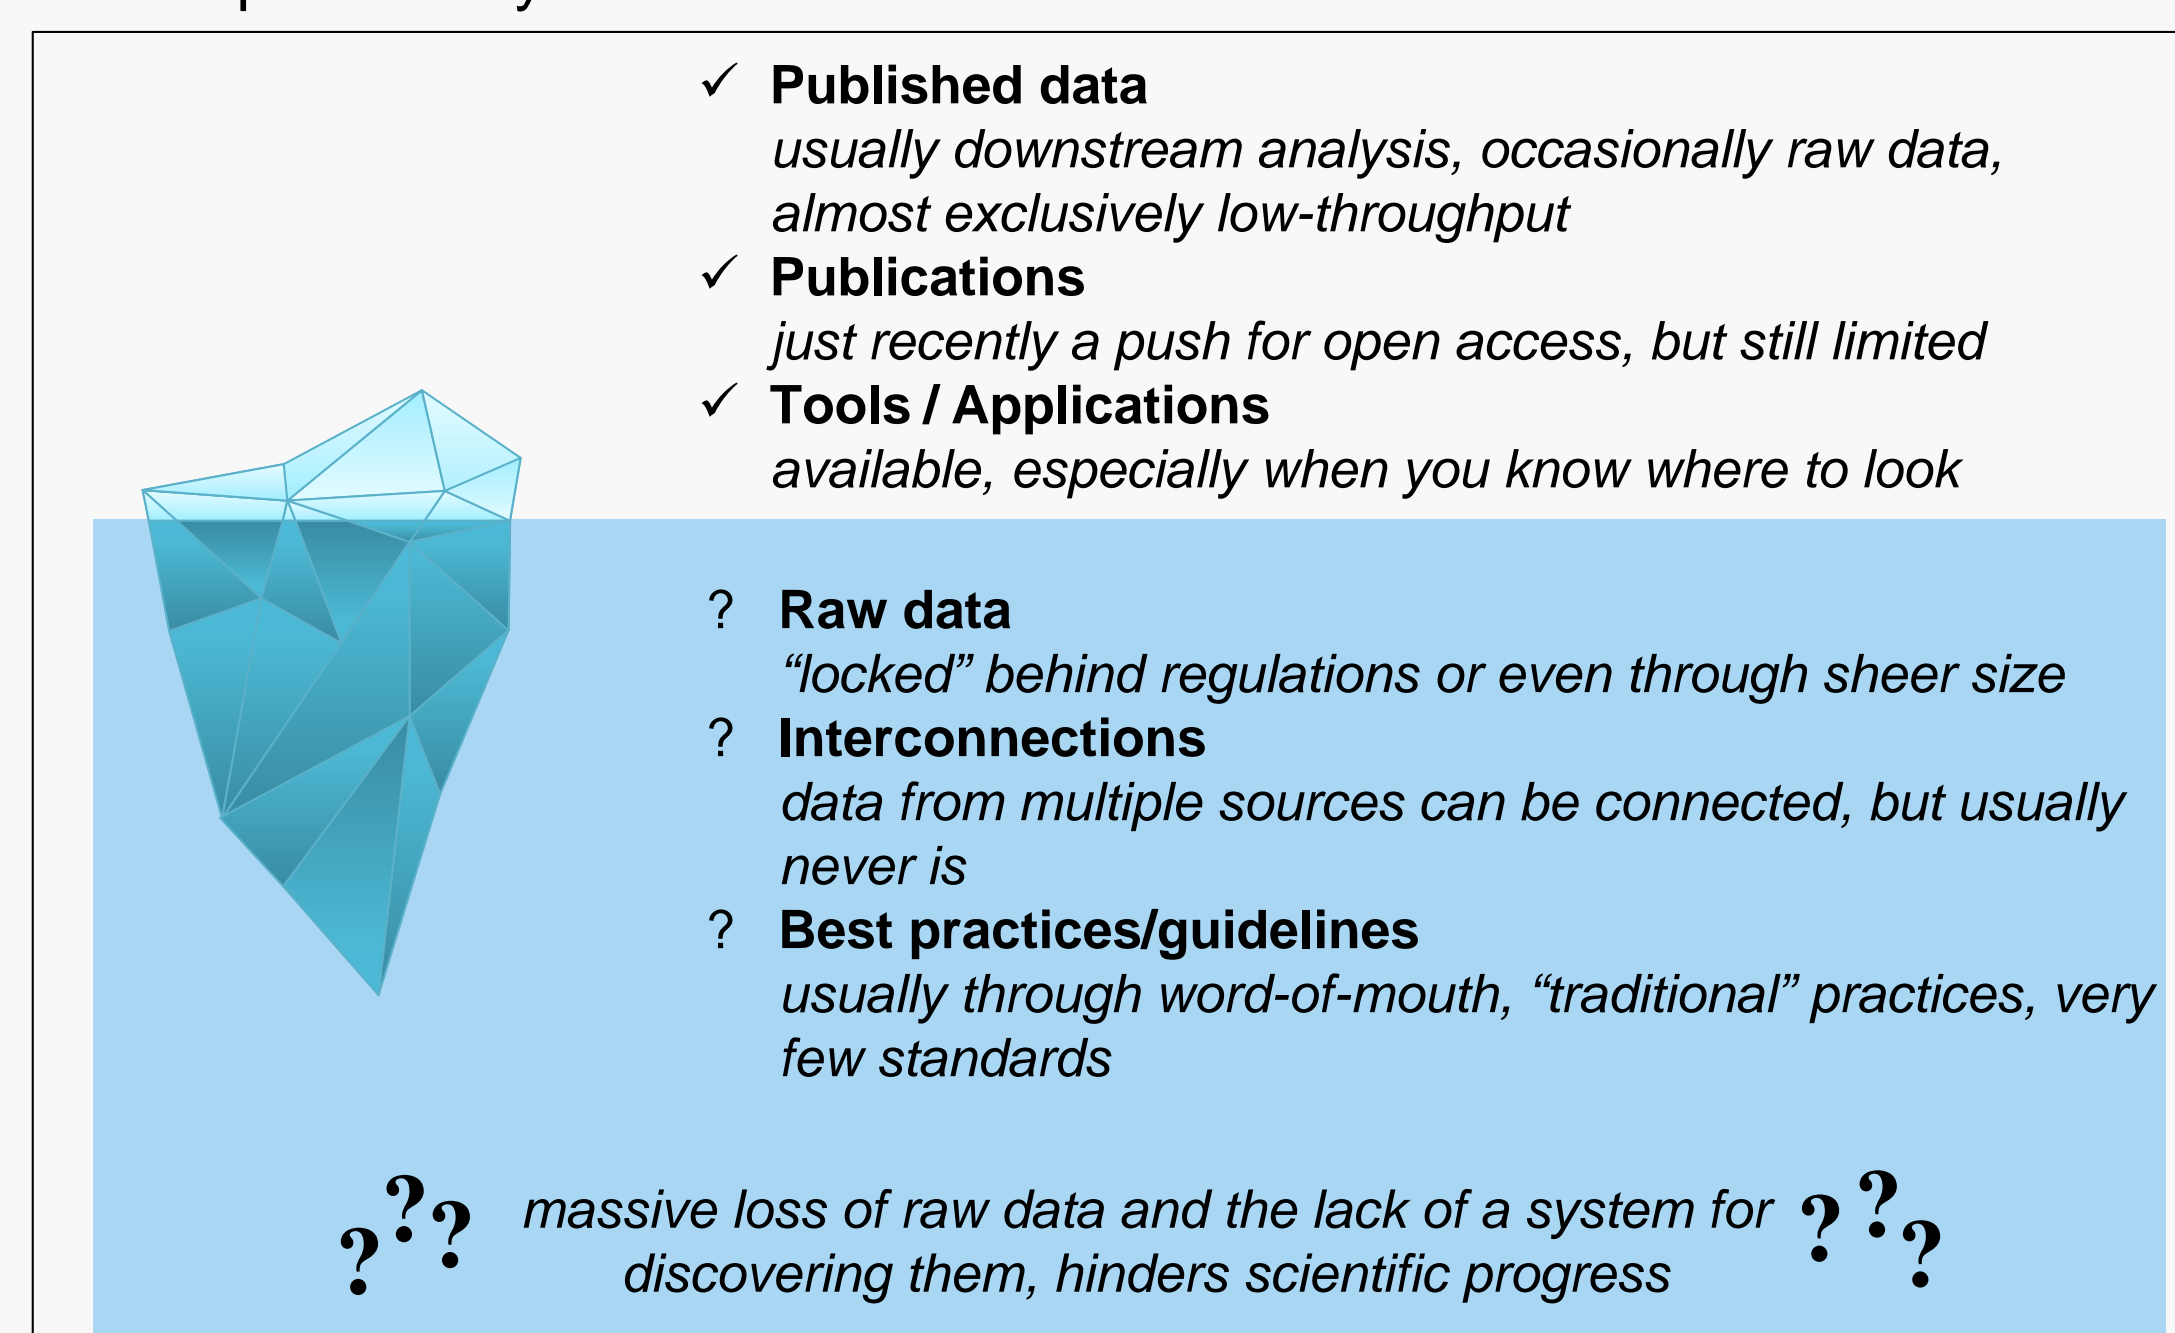 ✓ Published data
usually downstream analysis, occasionally raw data,
almost exclusively low-throughput
✓ Publications
just recently a push for open access, but still limited
✓ Tools / Applications
available, especially when you know where to look
? Raw data
“locked” behind regulations or even through sheer size
? Interconnections
data from multiple sources can be connected, but usually
never is
? Best practices/guidelines
usually through word-of-mouth, “traditional” practices, very
few standards
? ? ? massive loss of raw data and the lack of a system for ? ? ?
discovering them, hinders scientific progress